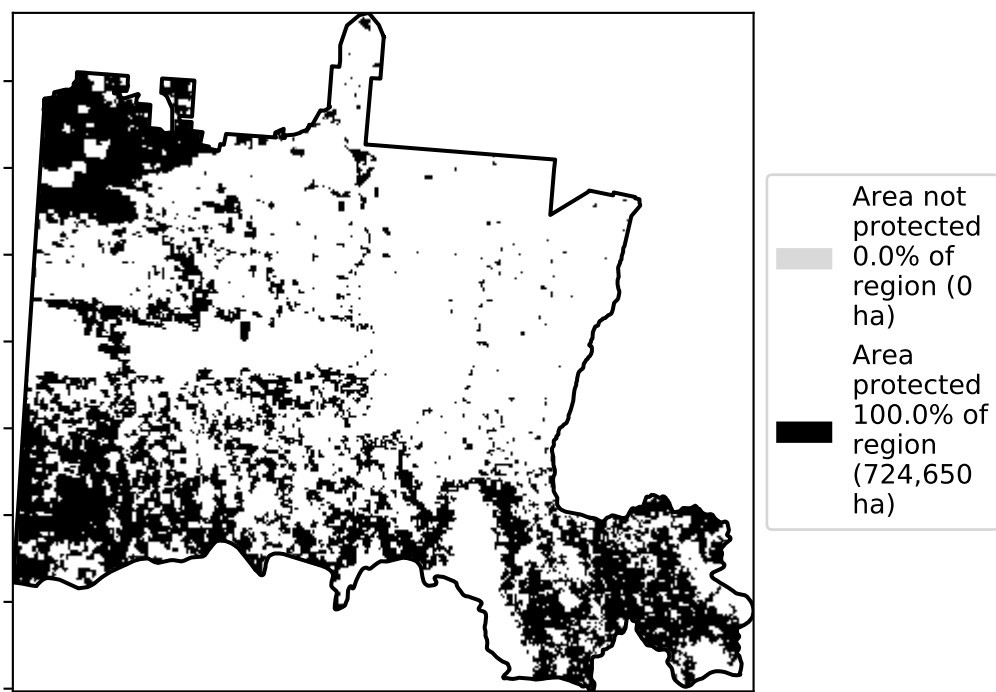 Area not
protected
0.0% of
region (0
ha)
Area
protected
100.0% of
region
(724,650
ha)